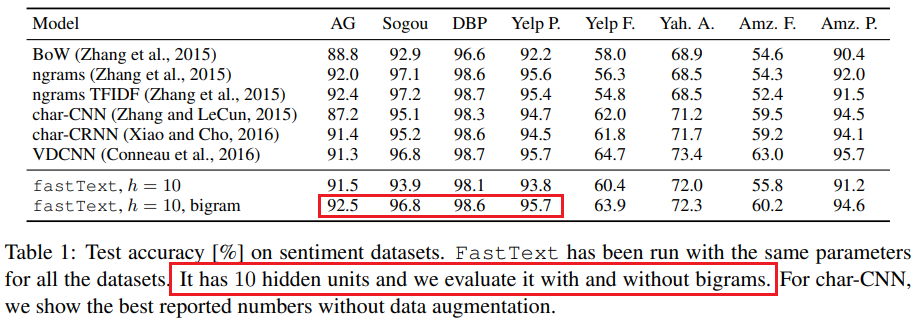 Model AG Sogou DBP Yelp P. Yelp F. Yah. A. Amz. F. Amz. P.
BoW (Zhang et al., 2015) 88.8 92.9 96.6 92.2 58.0 68.9 54.6 90.4
ngrams (Zhang et al., 2015) 92.0 97.1 98.6 95.6 56.3 68.5 54.3 92.0
ngrams TFIDF (Zhang et al., 2015) 92.4 97.2 98.7 95.4 54.8 68.5 52.4 91.5
char-CNN (Zhang and LeCun, 2015) 87.2 95.1 98.3 94.7 62.0 71.2 59.5 94.5
char-CRNN (Xiao and Cho, 2016) 91.4 95.2 98.6 94.5 61.8 71.7 59.2 94.1
VDCNN (Conneau et al., 2016) 91.3 96.8 98.7 95.7 64.7 73.4 63.0 95.7
fastText, h = 10 91.5 93.9 98.1 93.8 60.4 72.0 55.8 91.2
fastText, h = 10, bigram 92.5 96.8 98.6 95.7 63.9 72.3 60.2 94.6
Table 1: Test accuracy [%] on sentiment datasets. FastText has been run with the same parameters
for all the datasets. It has 10 hidden units and we evaluate it with and without bigrams. For char-CNN,
we show the best reported numbers without data augmentation.